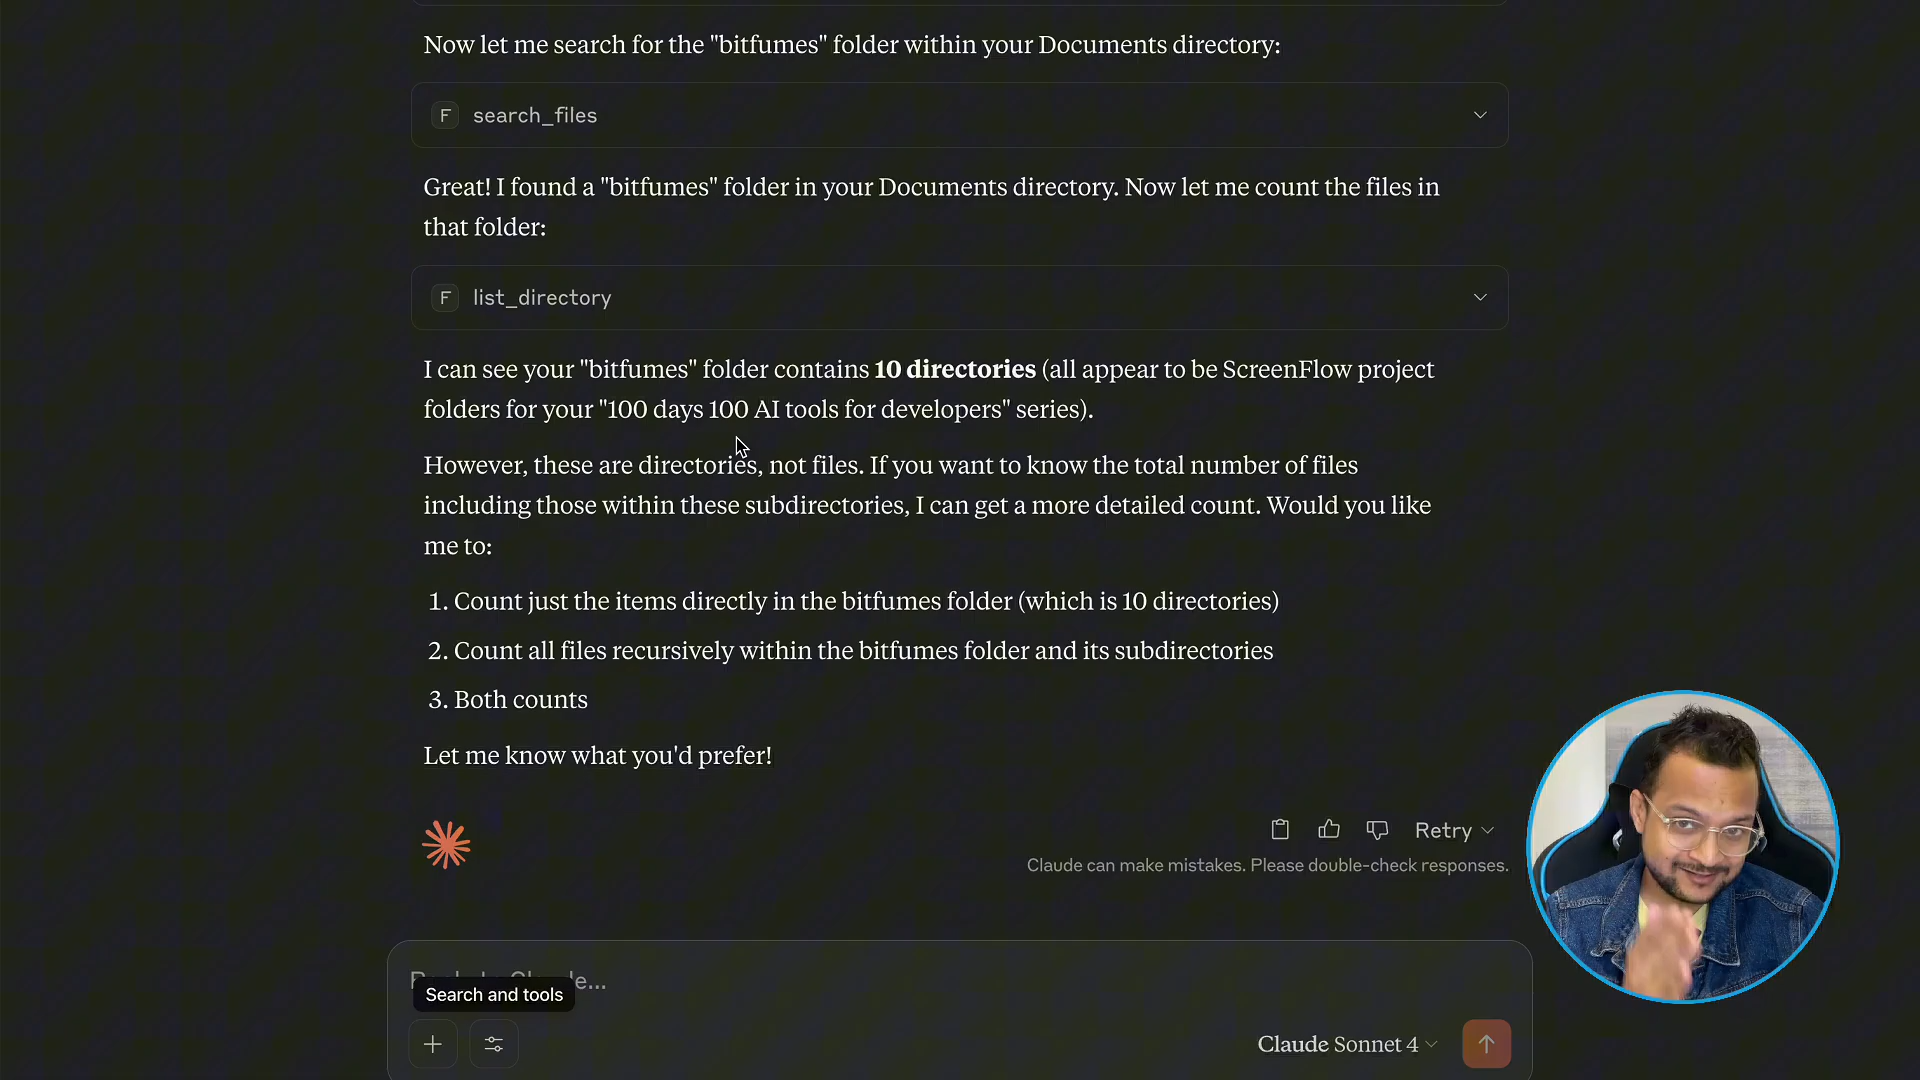 Now let me search for the "bitfumes" folder within your Documents directory:
F search_files
Great! I found a "bitfumes" folder in your Documents directory. Now let me count the files in
that folder:
F list_directory
I can see your "bitfumes" folder contains 10 directories (all appear to be ScreenFlow project
folders for your "100 days 100 AI tools for developers" series).
However, these are directories, not files. If you want to know the total number of files
including those within these subdirectories, I can get a more detailed count. Would you like
me to:
1. Count just the items directly in the bitfumes folder (which is 10 directories)
2. Count all files recursively within the bitfumes folder and its subdirectories
3. Both counts
Let me know what you'd prefer!
Retry
Claude can make mistakes. Please double-check responses.
Search and tools
Claude Sonnet 4